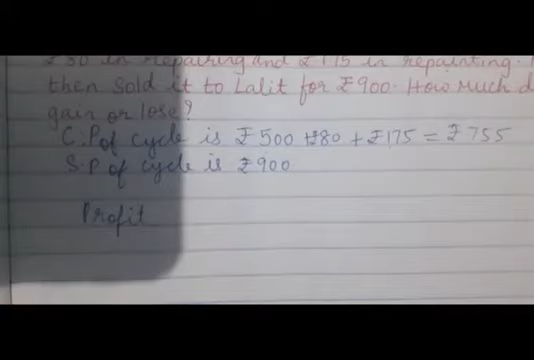 ₹80 in repairing and ₹175 in repainting.
then sold it to Lalit for ₹900. How much d
gain or lose?
C.P of cycle is ₹500 +₹80 + ₹175 = ₹755
S.P of cycle is ₹900
Profit